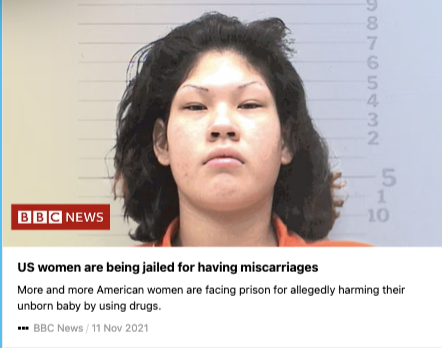 9
8
7
6
5
4
3
2
5
1
10
BBC NEWS
US women are being jailed for having miscarriages
More and more American women are facing prison for allegedly harming their
unborn baby by using drugs.
BBC News / 11 Nov 2021